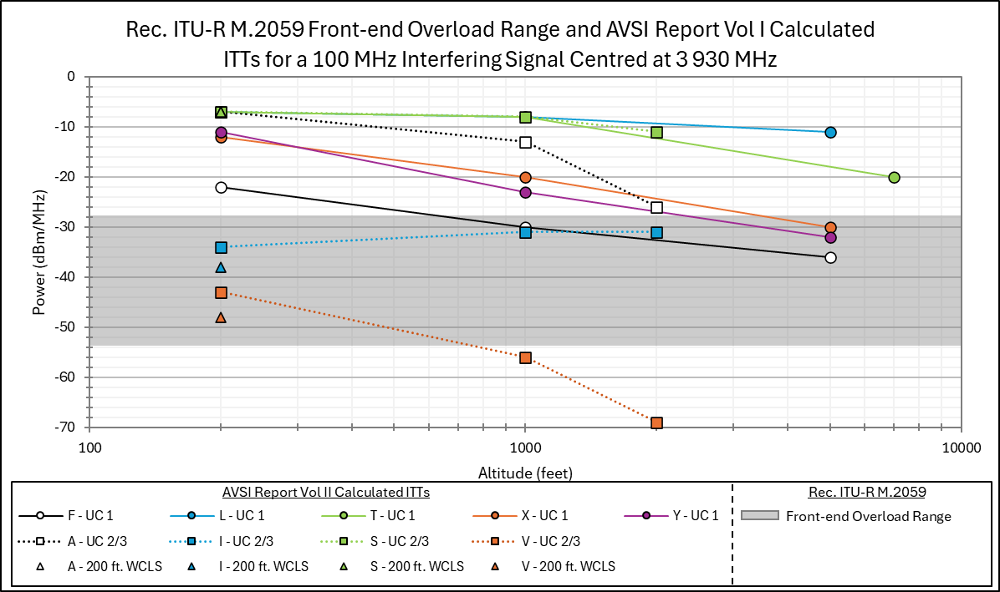 Rec. ITU-R M.2059 Front-end Overload Range and AVSI Report Vol I Calculated
ITTs for a 100 MHz Interfering Signal Centred at 3 930 MHz
0
-10
-20
-30
-40
-50
-60
-70
Power (dBm/MHz)
100
1000
10000
Altitude (feet)
AVSI Report Vol II Calculated ITTs
Rec. ITU-R M.2059
F - UC 1
L - UC 1
T - UC 1
X - UC 1
Y - UC 1
Front-end Overload Range
A - UC 2/3
I - UC 2/3
S - UC 2/3
V - UC 2/3
A - 200 ft. WCLS
I - 200 ft. WCLS
S - 200 ft. WCLS
V - 200 ft. WCLS